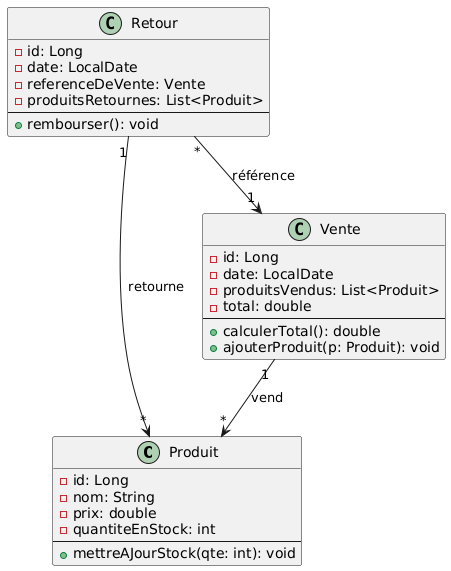 C Retour
id: Long
date: LocalDate
referenceDeVente: Vente
produitsRetournes: List<Produit>
rembourser(): void
1
*
référence
1
C Vente
id: Long
date: LocalDate
produitsVendus: List<Produit>
total: double
calculerTotal(): double
ajouterProduit(p: Produit): void
retourne
1
vend
*
*
C Produit
id: Long
nom: String
prix: double
quantiteEnStock: int
mettreAJourStock(qte: int): void